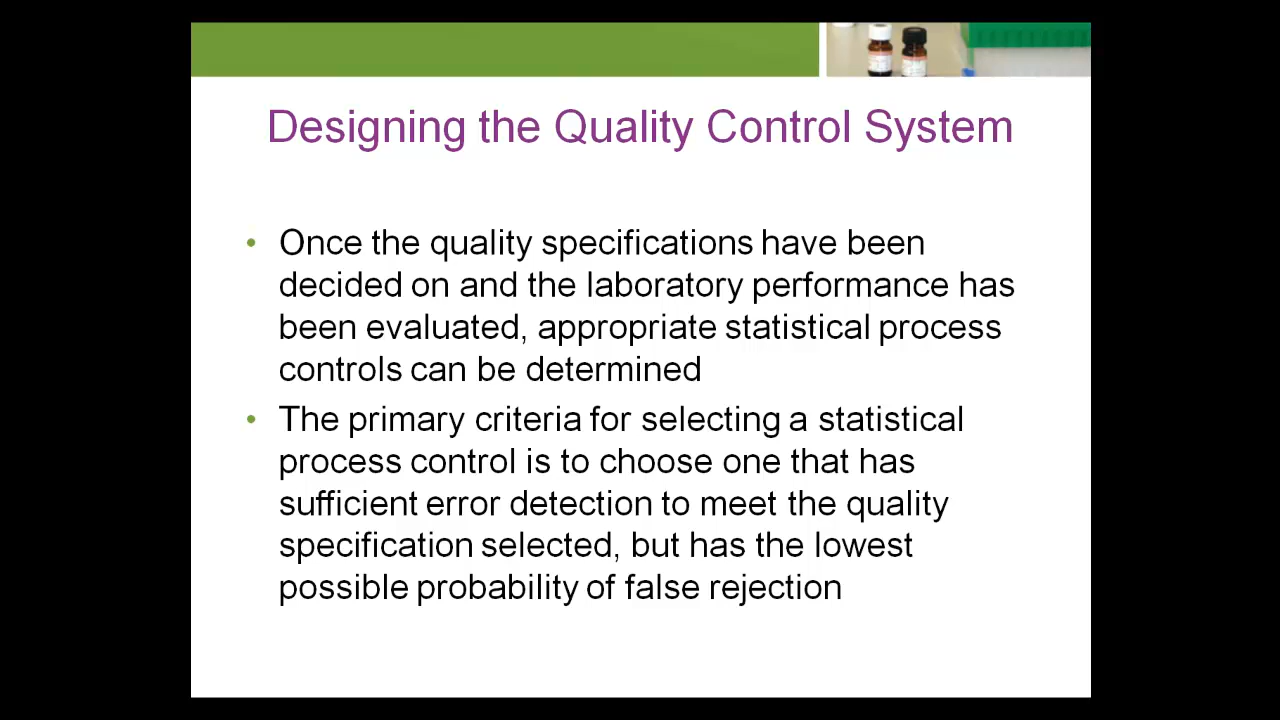 Designing the Quality Control System
• Once the quality specifications have been
decided on and the laboratory performance has
been evaluated, appropriate statistical process
controls can be determined
• The primary criteria for selecting a statistical
process control is to choose one that has
sufficient error detection to meet the quality
specification selected, but has the lowest
possible probability of false rejection